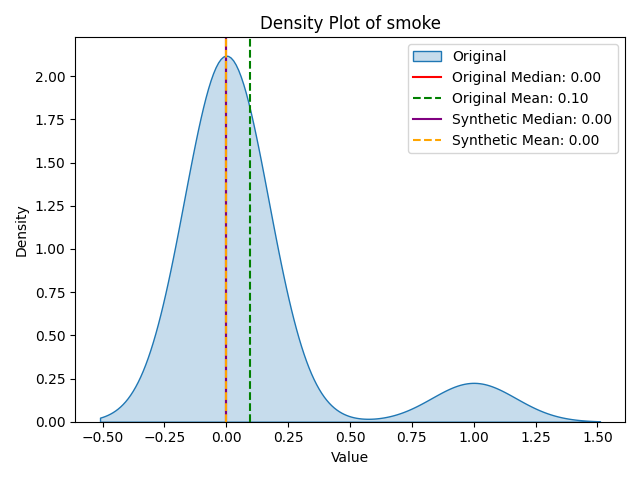 Density Plot of smoke
Original
Original Median: 0.00
Original Mean: 0.10
Synthetic Median: 0.00
Synthetic Mean: 0.00
Density
2.00
1.75
1.50
1.25
1.00
0.75
0.50
0.25
0.00
−0.50 −0.25 0.00 0.25 0.50 0.75 1.00 1.25 1.50
Value